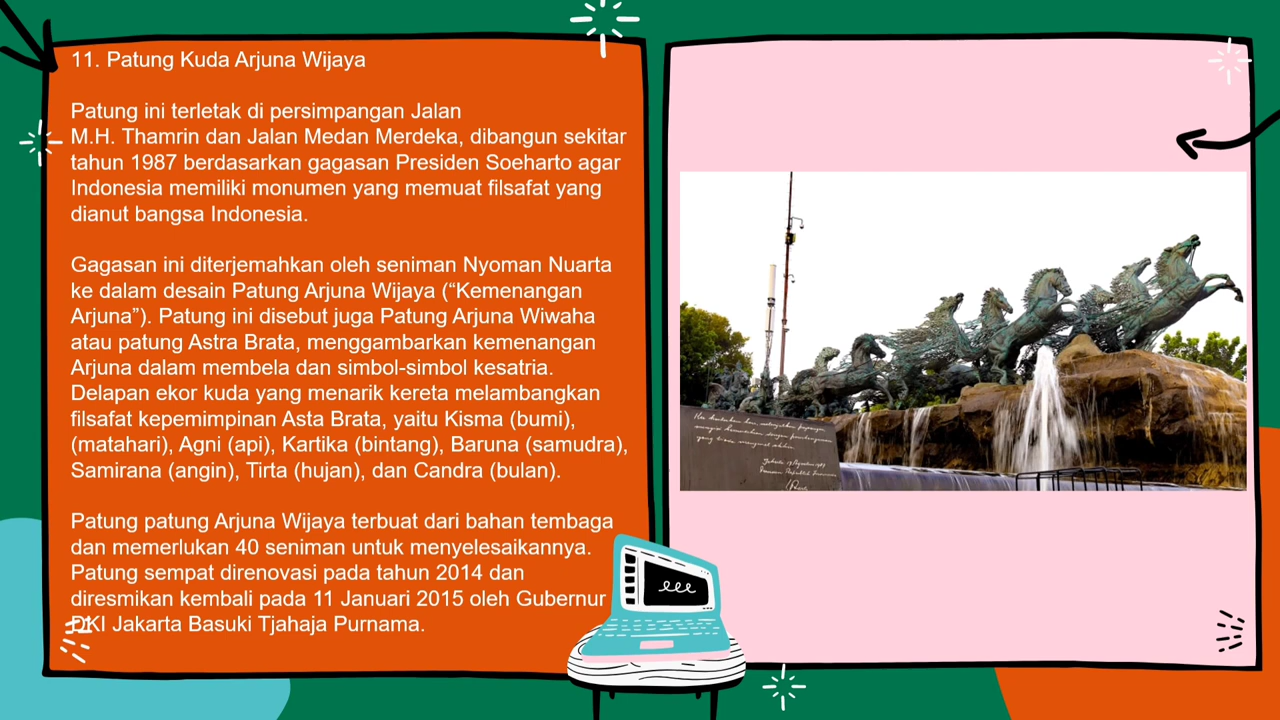 11. Patung Kuda Arjuna Wijaya
Patung ini terletak di persimpangan Jalan
M.H. Thamrin dan Jalan Medan Merdeka, dibangun sekitar
tahun 1987 berdasarkan gagasan Presiden Soeharto agar
Indonesia memiliki monumen yang memuat filsafat yang
dianut bangsa Indonesia.
Gagasan ini diterjemahkan oleh seniman Nyoman Nuarta
ke dalam desain Patung Arjuna Wijaya (“Kemenangan
Arjuna”). Patung ini disebut juga Patung Arjuna Wiwaha
atau patung Astra Brata, menggambarkan kemenangan
Arjuna dalam membela dan simbol-simbol kesatria.
Delapan ekor kuda yang menarik kereta melambangkan
filsafat kepemimpinan Asta Brata, yaitu Kisma (bumi),
(matahari), Agni (api), Kartika (bintang), Baruna (samudra),
Samirana (angin), Tirta (hujan), dan Candra (bulan).
Patung patung Arjuna Wijaya terbuat dari bahan tembaga
dan memerlukan 40 seniman untuk menyelesaikannya.
Patung sempat direnovasi pada tahun 2014 dan
diresmikan kembali pada 11 Januari 2015 oleh Gubernur
DKI Jakarta Basuki Tjahaja Purnama.